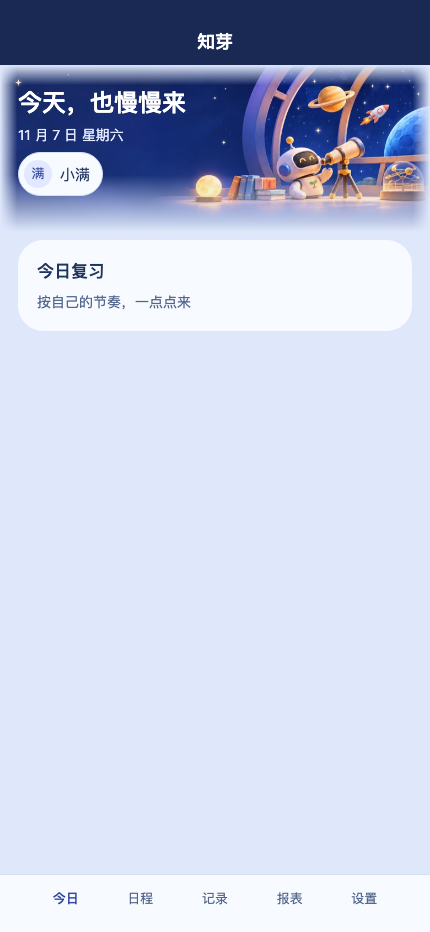 知芽
今天，也慢慢来
11 月 7 日 星期六
满 小满
今日复习
按自己的节奏，一点点来
今日 日程 记录 报表 设置